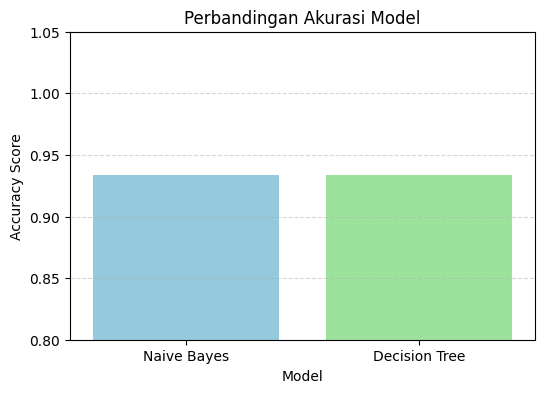 Perbandingan Akurasi Model
1.05
1.00
0.95
0.90
0.85
0.80
Accuracy Score
Naive Bayes
Decision Tree
Model